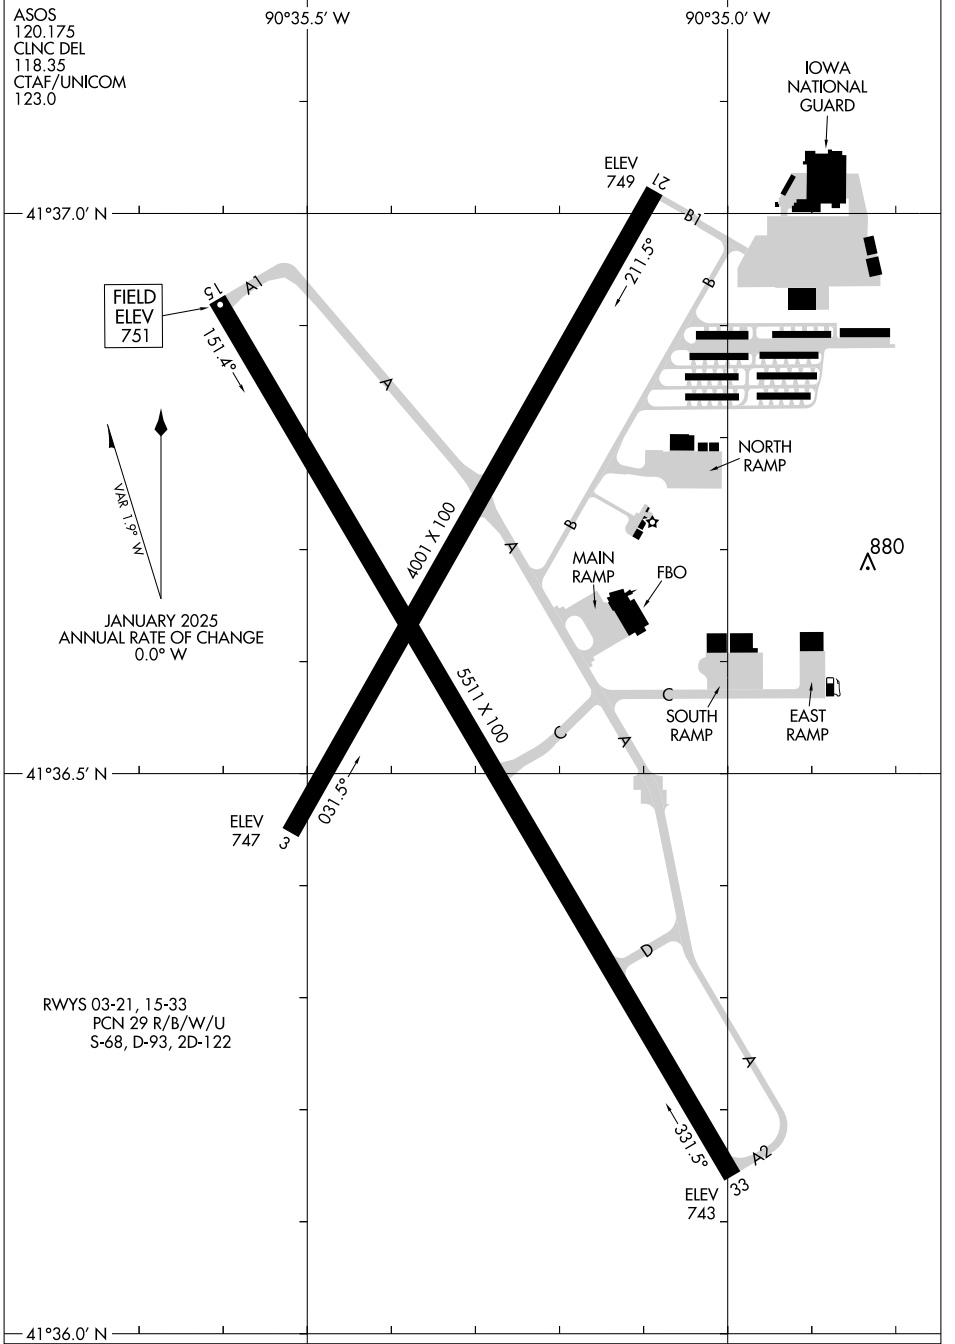 ASOS
120.175
CLNC DEL
118.35
CTAF/UNICOM
123.0
90°35.5' W
90°35.0' W
IOWA
NATIONAL
GUARD
ELEV
749
21
41°37.0' N
B1
211.5°
B
FIELD
ELEV
751
15
A1
151.4°
A
VAR 1.9° W
JANUARY 2025
ANNUAL RATE OF CHANGE
0.0° W
NORTH
RAMP
4001 X 100
B
A
MAIN
RAMP
FBO
880
5511 X 100
C
C
A
SOUTH
RAMP
EAST
RAMP
41°36.5' N
ELEV
747
3
031.5°
D
RWYS 03-21, 15-33
PCN 29 R/B/W/U
S-68, D-93, 2D-122
A
331.5°
A2
33
ELEV
743
41°36.0' N